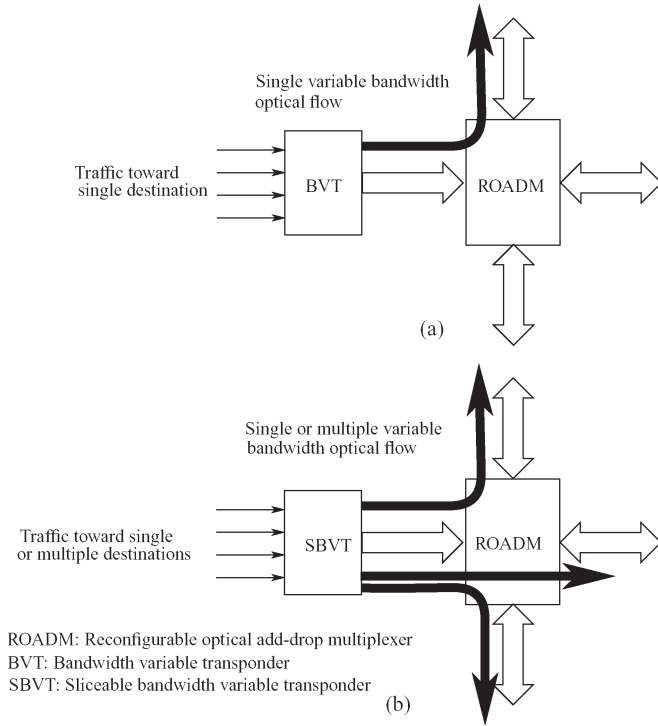 Single variable bandwidth
optical flow
Traffic toward
single destination
BVT
ROADM
(a)
Single or multiple variable
bandwidth optical flow
Traffic toward single
or multiple destinations
SBVT
ROADM
ROADM: Reconfigurable optical add-drop multiplexer
BVT: Bandwidth variable transponder
SBVT: Sliceable bandwidth variable transponder
(b)